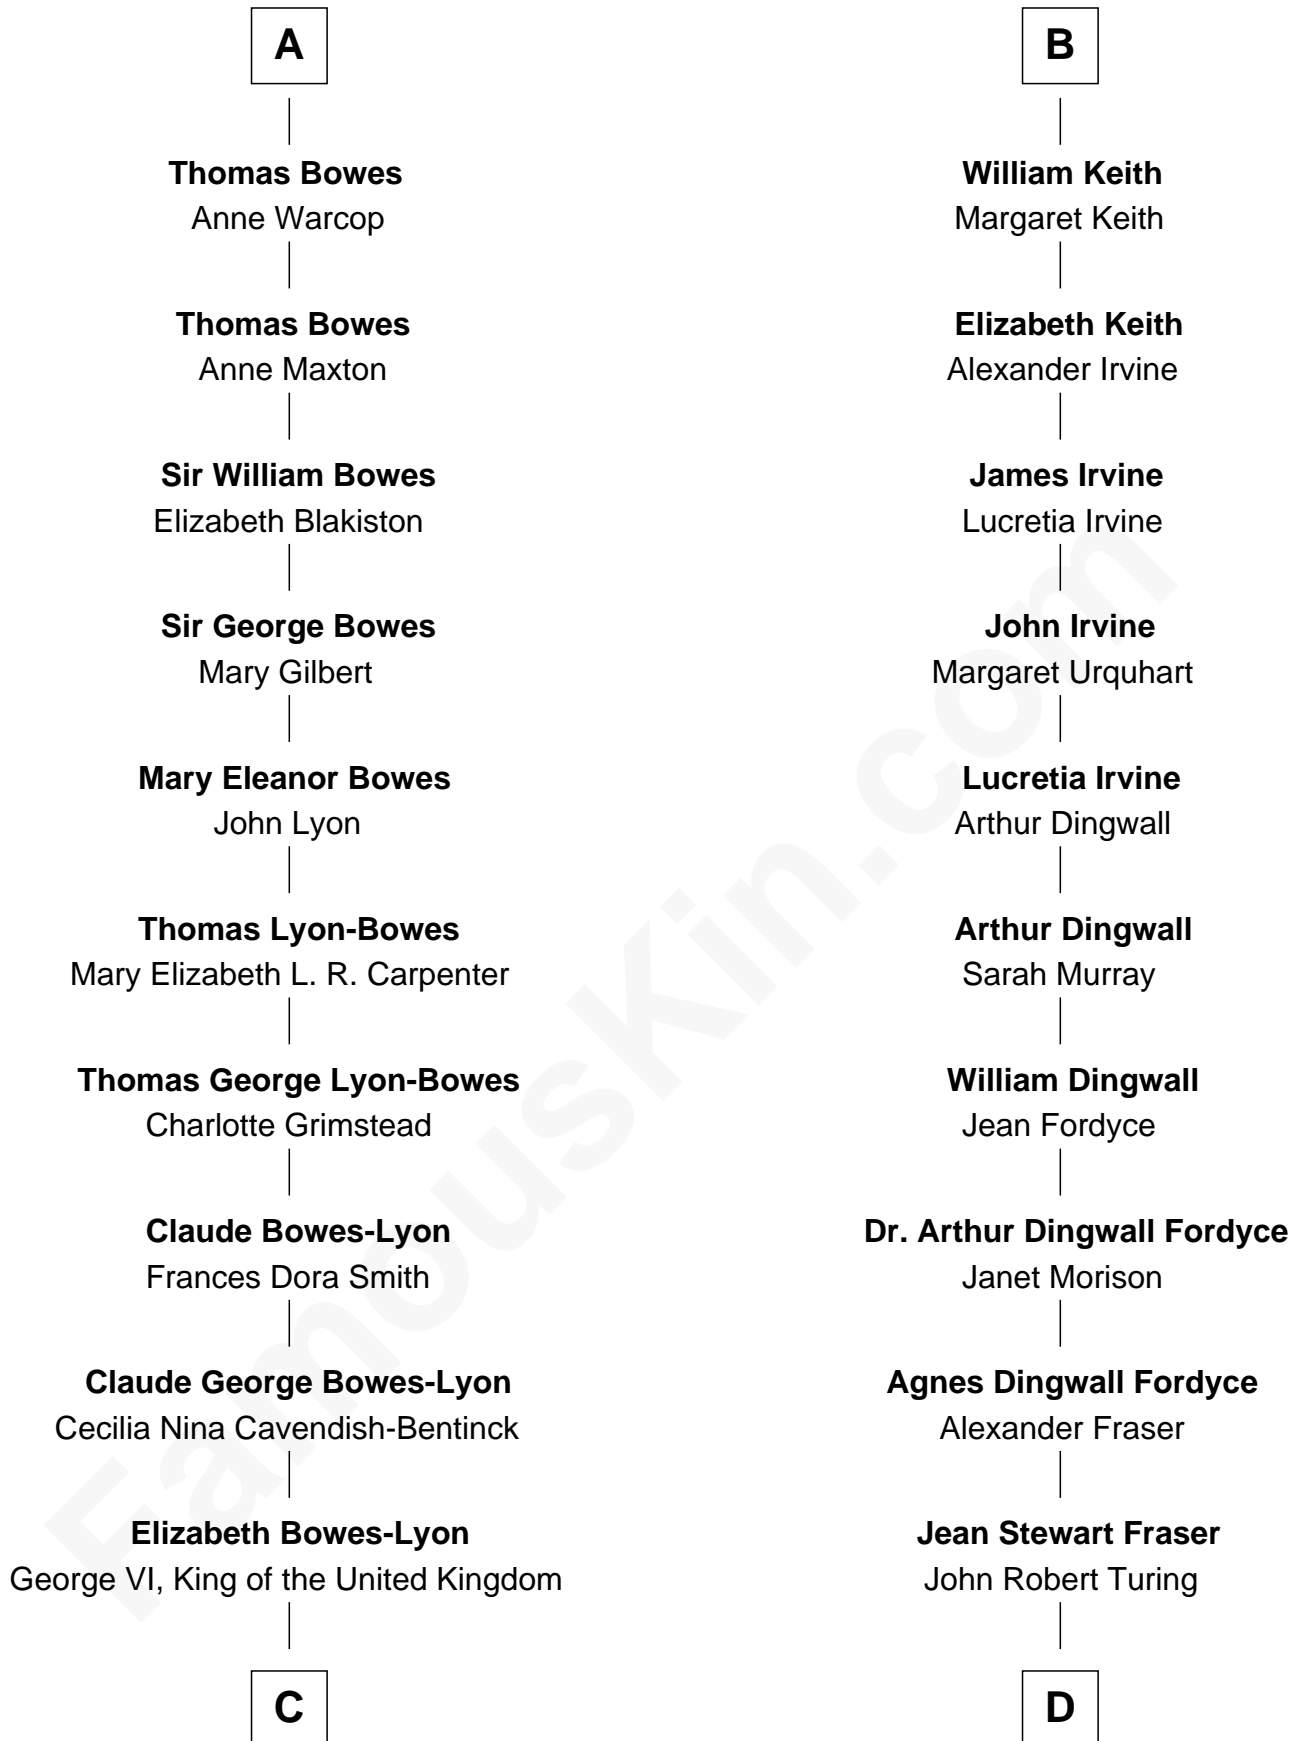 A
Thomas Bowes
Anne Warcop
Thomas Bowes
Anne Maxton
Sir William Bowes
Elizabeth Blakiston
Sir George Bowes
Mary Gilbert
Mary Eleanor Bowes
John Lyon
Thomas Lyon-Bowes
Mary Elizabeth L. R. Carpenter
Thomas George Lyon-Bowes
Charlotte Grimstead
Claude Bowes-Lyon
Frances Dora Smith
Claude George Bowes-Lyon
Cecilia Nina Cavendish-Bentinck
Elizabeth Bowes-Lyon
George VI, King of the United Kingdom
C
B
William Keith
Margaret Keith
Elizabeth Keith
Alexander Irvine
James Irvine
Lucretia Irvine
John Irvine
Margaret Urquhart
Lucretia Irvine
Arthur Dingwall
Arthur Dingwall
Sarah Murray
William Dingwall
Jean Fordyce
Dr. Arthur Dingwall Fordyce
Janet Morison
Agnes Dingwall Fordyce
Alexander Fraser
Jean Stewart Fraser
John Robert Turing
D
FamousKin.com